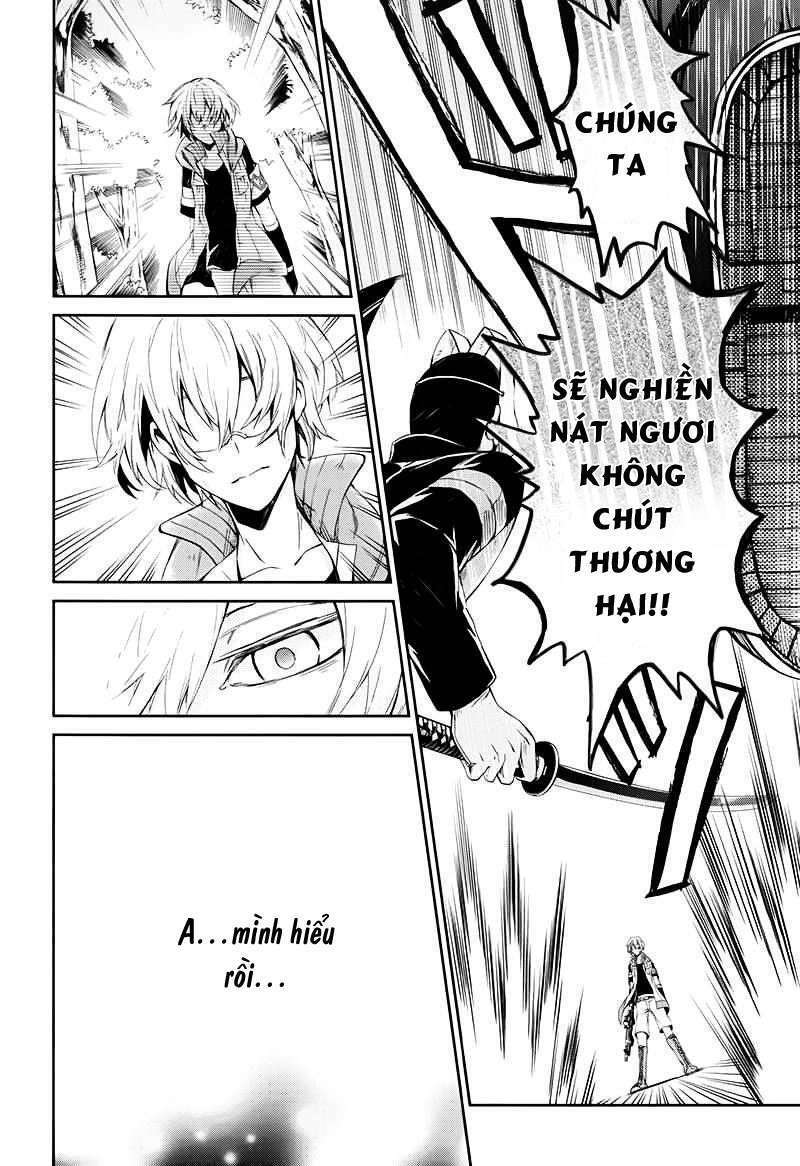 CHÚNG
TA
SẼ NGHIỀN
NÁT NGƯƠI
KHÔNG
CHÚT
THƯƠNG
HẠI!!
A...mình hiểu
rồi...